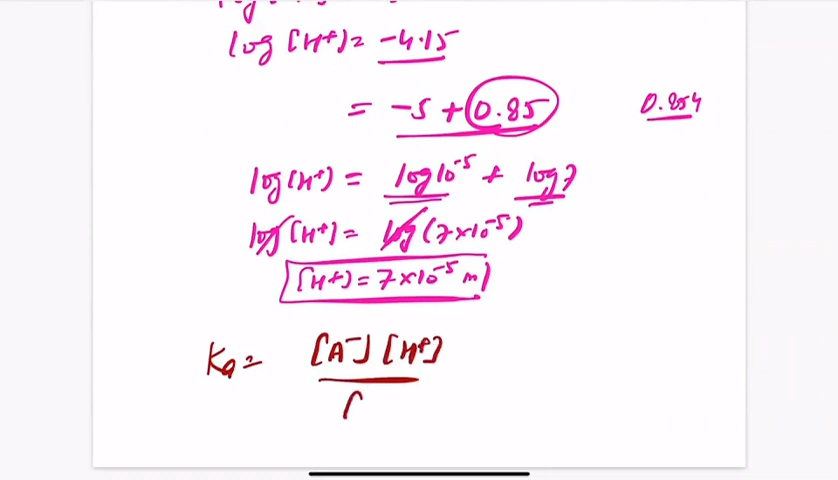 log [H+] = -4.15
= -5 + 0.85
0.854
log [H+] = log10⁻⁵ + log 7
log [H+] = log (7×10⁻⁵)
[H+] = 7×10⁻⁵ m
Ka = [A⁻] [H+]
[